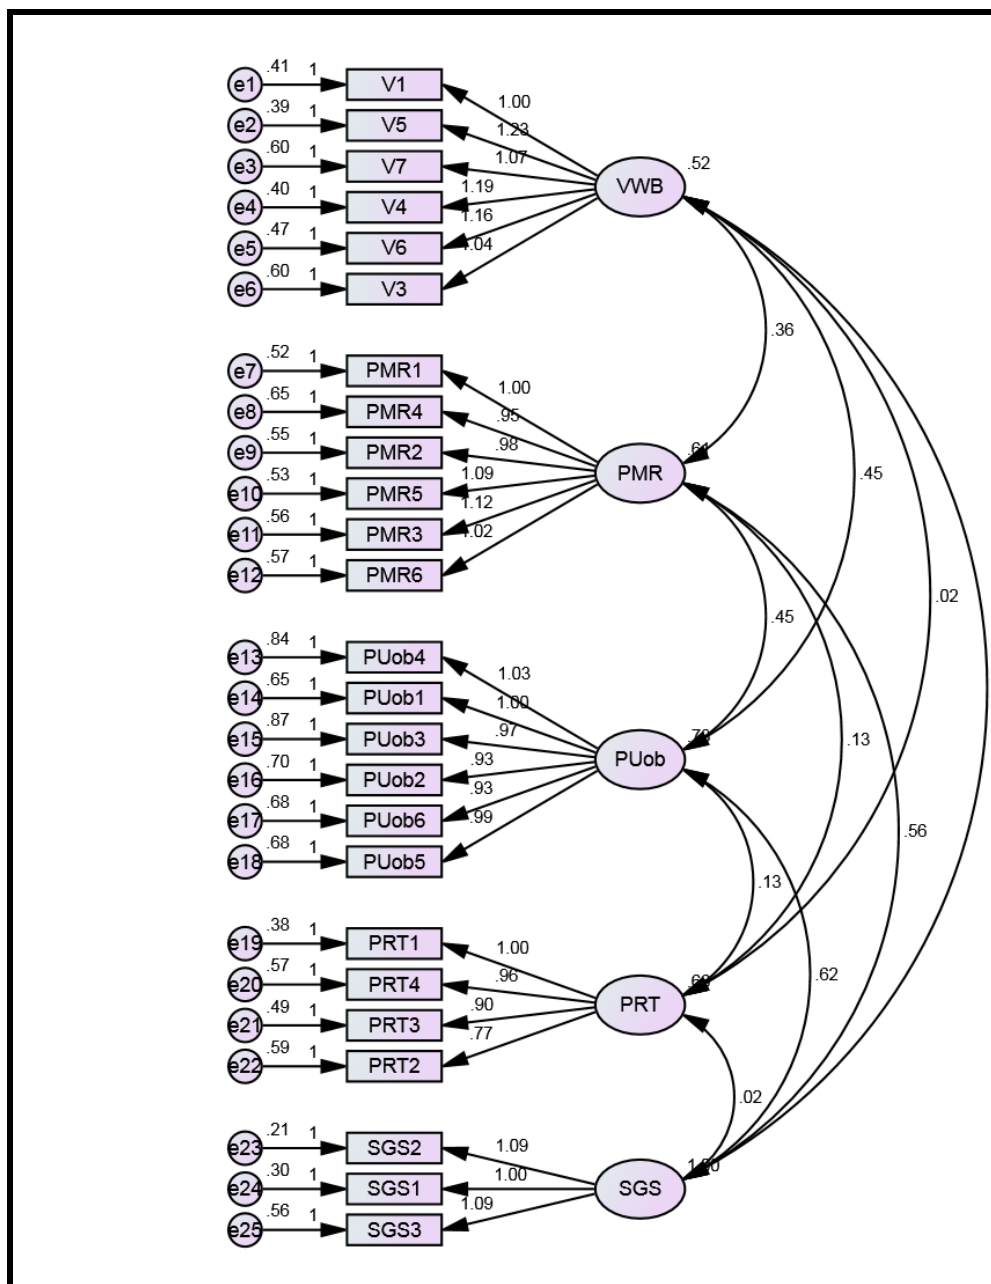 .41 1
e1 V1
1.00
.39 1
e2 V5
1.23
.60 1
e3 V7
1.07
.52
VWB
.40 1
e4 V4
1.19
.47 1
e5 V6
1.16
.60 1
e6 V3
1.04
.36
.52 1
e7 PMR1
1.00
.65 1
e8 PMR4
.95
.55 1
e9 PMR2
.98
PMR
.45
.53 1
e10 PMR5
1.09
.56 1
e11 PMR3
1.12
.57 1
e12 PMR6
1.02
.02
.45
.84 1
e13 PUob4
1.03
.65 1
e14 PUob1
1.00
.87 1
e15 PUob3
.97
.13
PUob
.70 1
e16 PUob2
.93
.68 1
e17 PUob6
.93
.56
.68 1
e18 PUob5
.99
.13
.38 1
e19 PRT1
1.00
.57 1
e20 PRT4
.96
.62
PRT
.49 1
e21 PRT3
.90
.59 1
e22 PRT2
.77
.02
.21 1
e23 SGS2
1.09
.30 1
e24 SGS1
1.00
SGS
.56 1
e25 SGS3
1.09